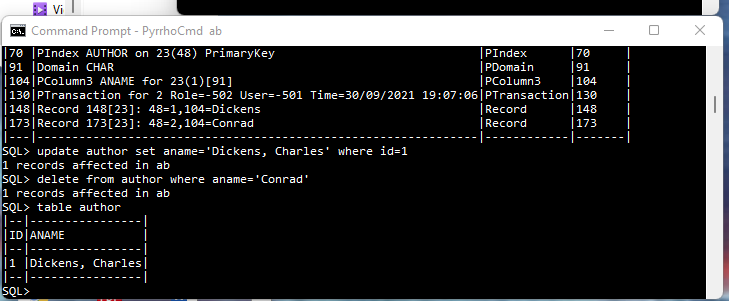 Vi
Command Prompt - PyrrhoCmd ab
|70 |PIndex AUTHOR on 23(48) PrimaryKey |PIndex |70 |
|91 |Domain CHAR |PDomain |91 |
|104|PColumn3 ANAME for 23(1)[91] |PColumn3 |104 |
|130|PTransaction for 2 Role=-502 User=-501 Time=30/09/2021 19:07:06|PTransaction|130 |
|148|Record 148[23]: 48=1,104=Dickens |Record |148 |
|173|Record 173[23]: 48=2,104=Conrad |Record |173 |
|---|---------------------------------------------------------------|------------|-------|
SQL> update author set aname='Dickens, Charles' where id=1
1 records affected in ab
SQL> delete from author where aname='Conrad'
1 records affected in ab
SQL> table author
|--|----------------|
|ID|ANAME |
|--|----------------|
|1 |Dickens, Charles|
|--|----------------|
SQL>